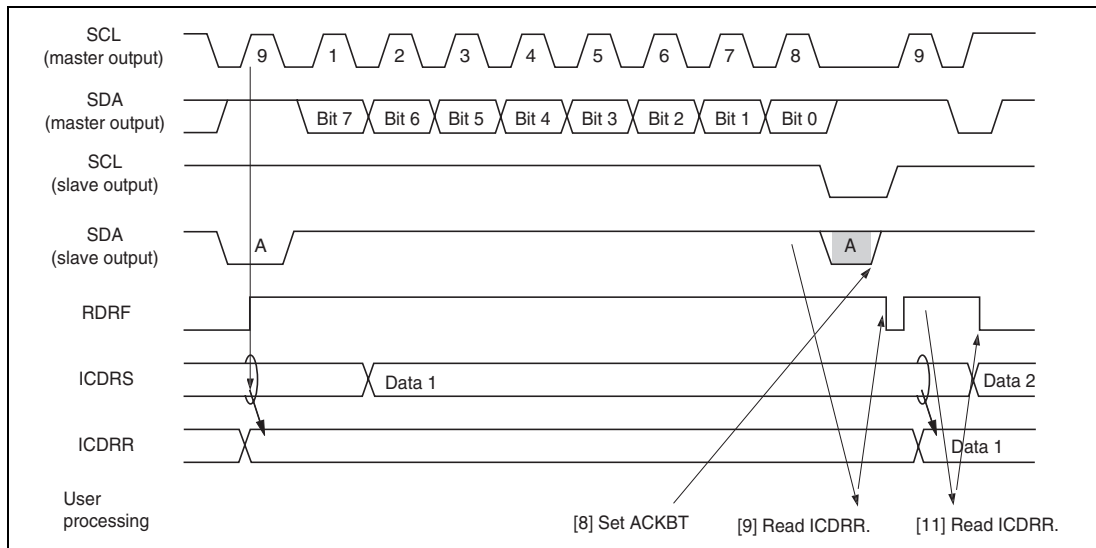 SCL
(master output)
9 1 2 3 4 5 6 7 8 9
SDA
(master output)
Bit 7 Bit 6 Bit 5 Bit 4 Bit 3 Bit 2 Bit 1 Bit 0
SCL
(slave output)
SDA
(slave output)
A A
RDRF
ICDRS
Data 1 Data 2
ICDRR
Data 1
User
processing
[8] Set ACKBT [9] Read ICDRR. [11] Read ICDRR.